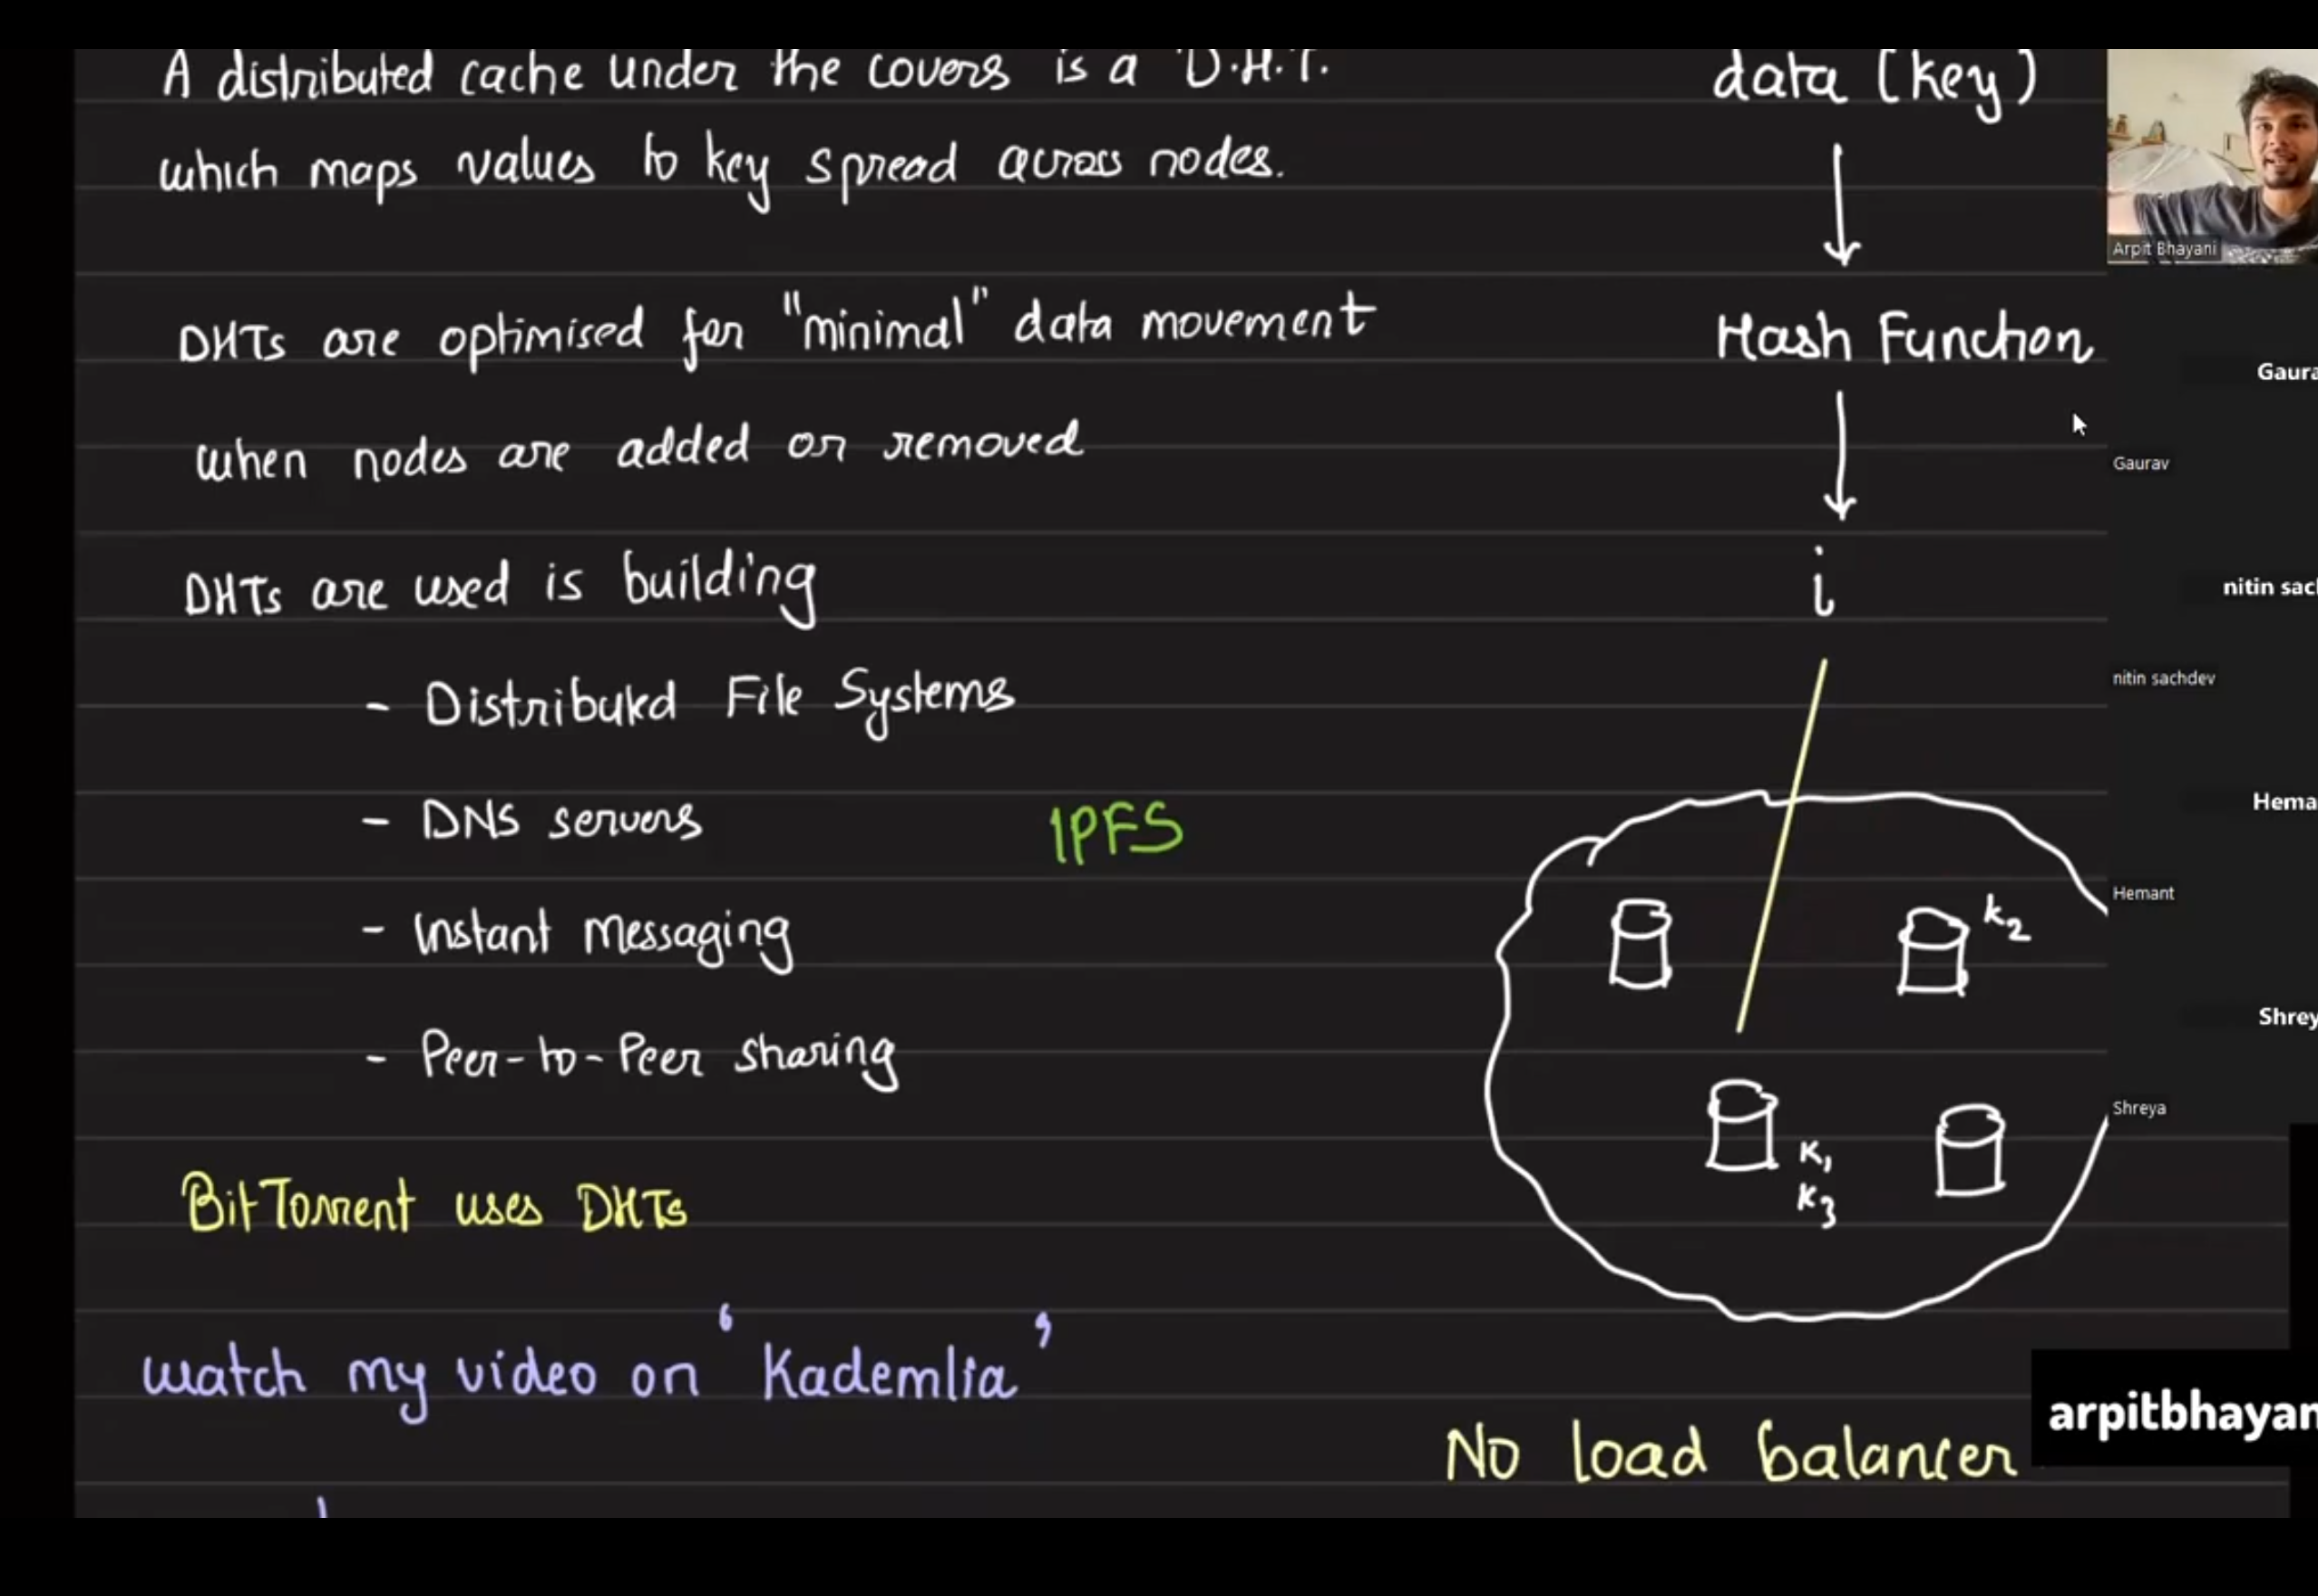 A distributed cache under the covers is a D.H.T.
which maps values to key spread across nodes.
DHTs are optimised for "minimal" data movement
when nodes are added or removed
DHTs are used is building
- Distributed File Systems
- DNS servers
IPFS
- Instant Messaging
- Peer-to-Peer sharing
BitTorrent uses DHTs
watch my video on 'Kademlia'
data (key)
Hash Function
i
k2
K1
K3
No load balancer
Arpit Bhayani
Gaura
Gaurav
nitin sac
nitin sachdev
Hema
Hemant
Shrey
Shreya
arpitbhayan